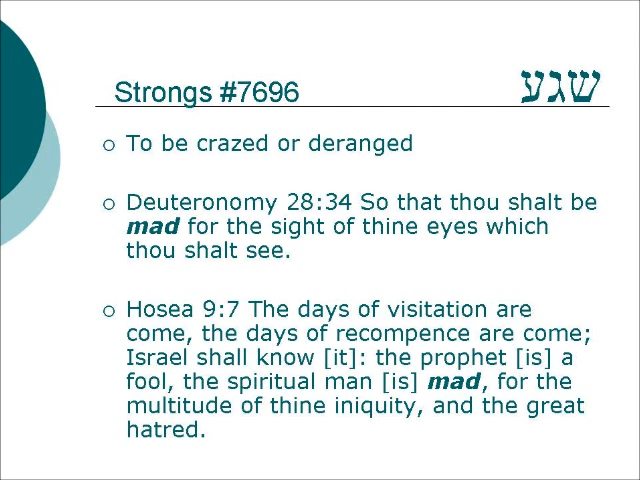 Strongs #7696 שגע
To be crazed or deranged
Deuteronomy 28:34 So that thou shalt be
mad for the sight of thine eyes which
thou shalt see.
Hosea 9:7 The days of visitation are
come, the days of recompence are come;
Israel shall know [it]: the prophet [is] a
fool, the spiritual man [is] mad, for the
multitude of thine iniquity, and the great
hatred.